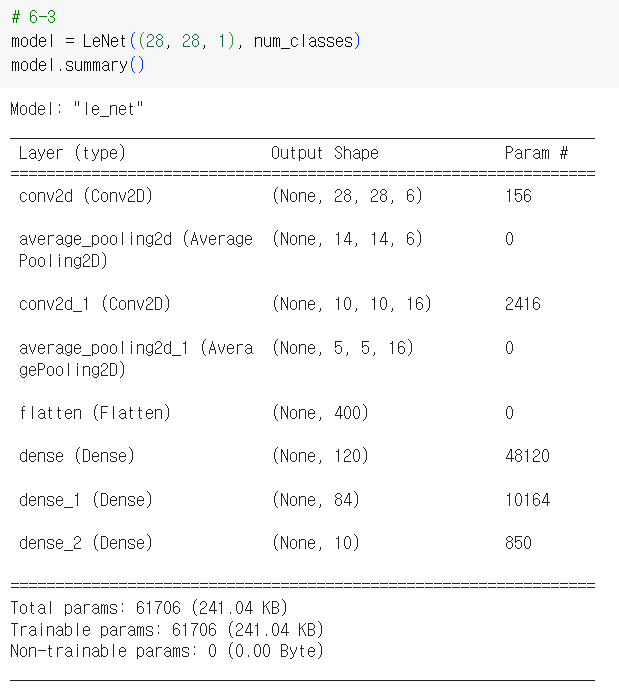 # 6-3
model = LeNet((28, 28, 1), num_classes)
model.summary()
Model: "le_net"
_________________________________________________________________
Layer (type)                Output Shape              Param #
=================================================================
conv2d (Conv2D)             (None, 28, 28, 6)         156
average_pooling2d (Average  (None, 14, 14, 6)         0
Pooling2D)
conv2d_1 (Conv2D)           (None, 10, 10, 16)        2416
average_pooling2d_1 (Avera  (None, 5, 5, 16)          0
gePooling2D)
flatten (Flatten)           (None, 400)               0
dense (Dense)               (None, 120)               48120
dense_1 (Dense)             (None, 84)                10164
dense_2 (Dense)             (None, 10)                850
=================================================================
Total params: 61706 (241.04 KB)
Trainable params: 61706 (241.04 KB)
Non-trainable params: 0 (0.00 Byte)
_________________________________________________________________